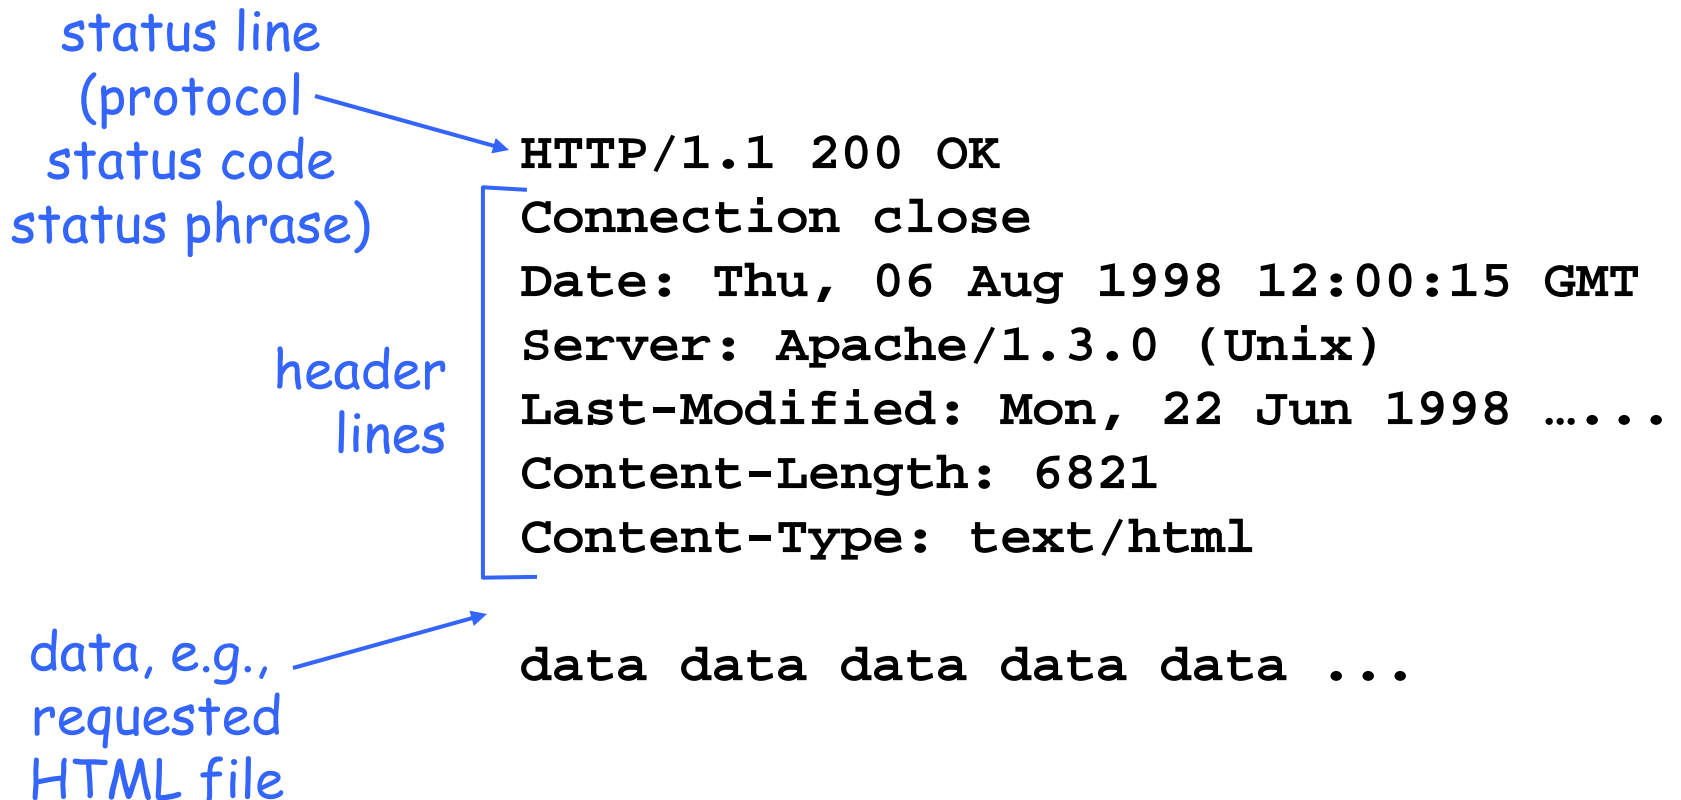 status line
(protocol
status code
status phrase)
HTTP/1.1 200 OK
Connection close
Date: Thu, 06 Aug 1998 12:00:15 GMT
Server: Apache/1.3.0 (Unix)
Last-Modified: Mon, 22 Jun 1998 …...
Content-Length: 6821
Content-Type: text/html
header
lines
data, e.g.,
requested
HTML file
data data data data data ...